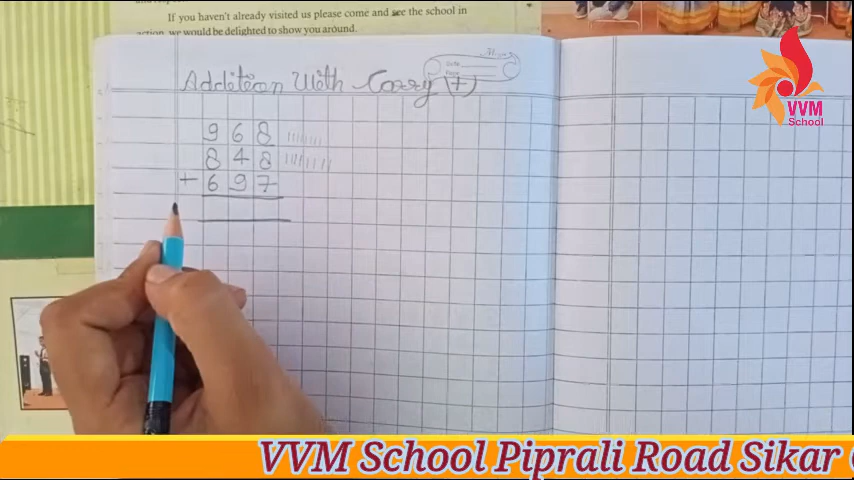 If you haven't already visited us please come and see the school in
action, we would be delighted to show you around.
Addition With Carry (+)
Date
Page
9 6 8
8 4 8
+ 6 9 7
VVM
School
VVM School Piprali Road Sikar